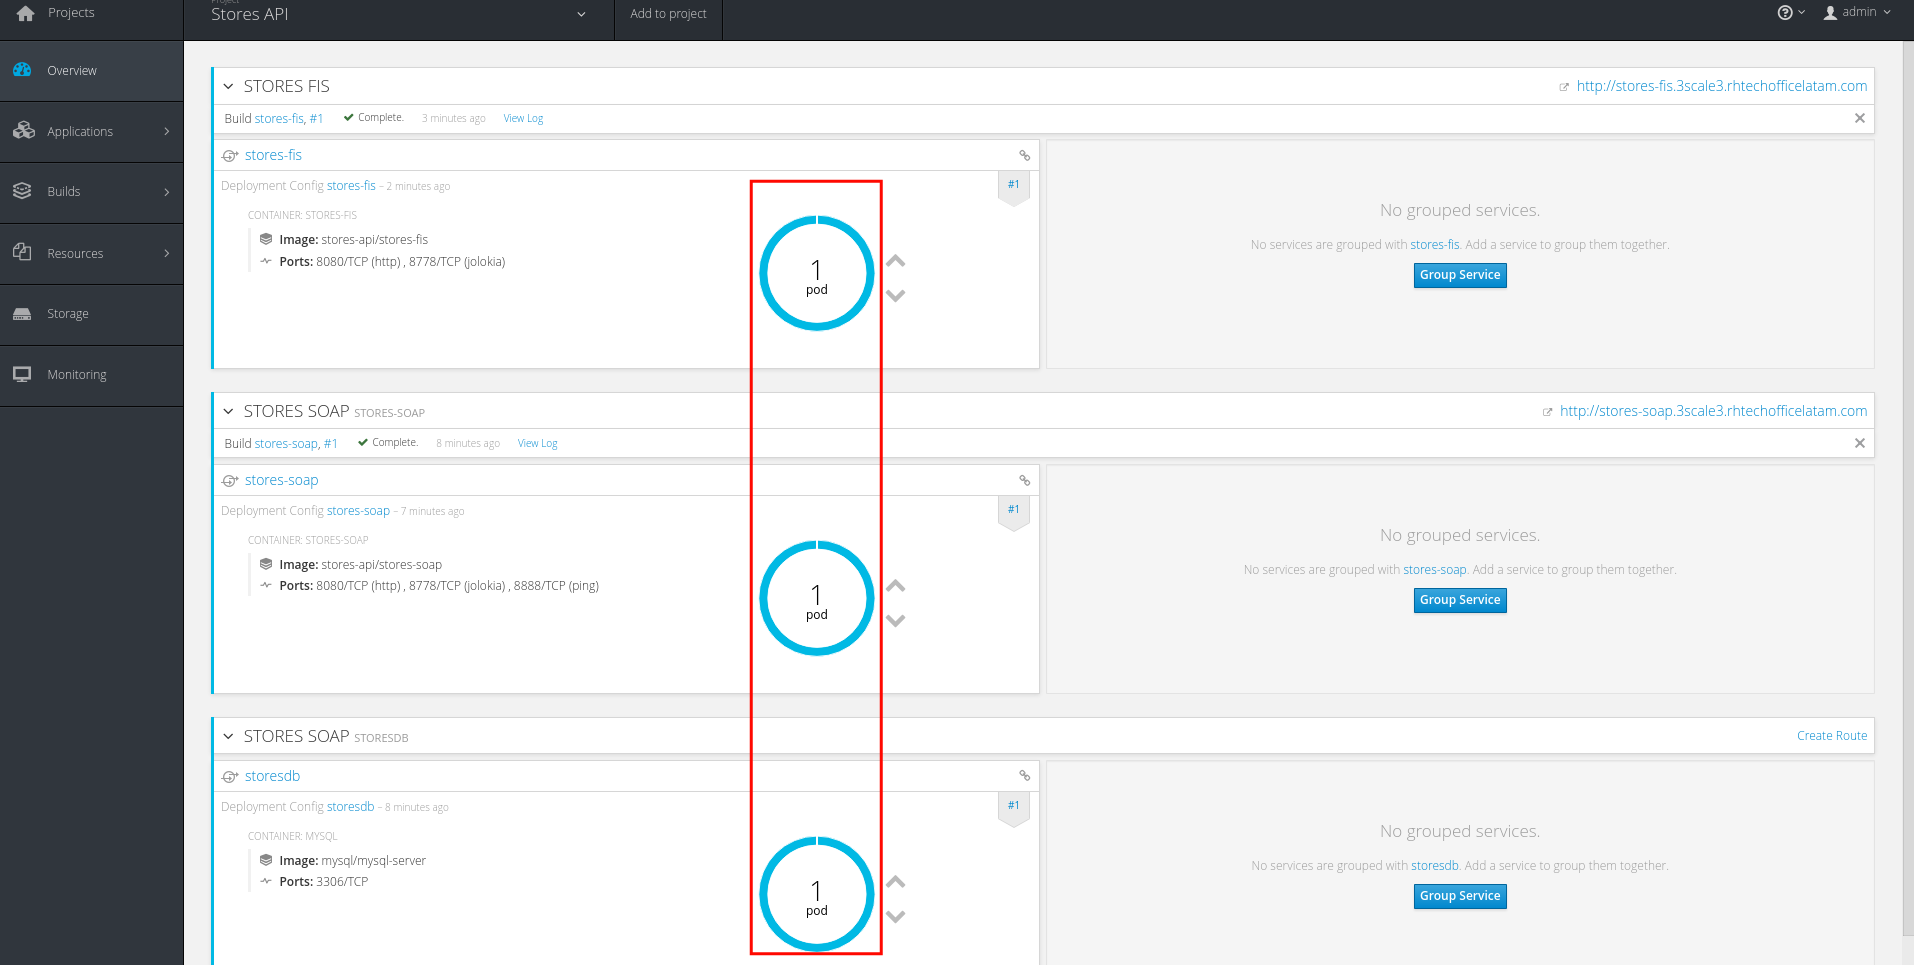 Projects
Project
Stores API
Add to project
admin
Overview
Applications
Builds
Resources
Storage
Monitoring
STORES FIS
http://stores-fis.3scale3.rhtechofficelatam.com
Build stores-fis, #1 Complete. 3 minutes ago View Log
stores-fis
Deployment Config stores-fis - 2 minutes ago
#1
CONTAINER: STORES-FIS
Image: stores-api/stores-fis
Ports: 8080/TCP (http) , 8778/TCP (jolokia)
1
pod
No grouped services.
No services are grouped with stores-fis. Add a service to group them together.
Group Service
STORES SOAP STORES-SOAP
http://stores-soap.3scale3.rhtechofficelatam.com
Build stores-soap, #1 Complete. 8 minutes ago View Log
stores-soap
Deployment Config stores-soap - 7 minutes ago
#1
CONTAINER: STORES-SOAP
Image: stores-api/stores-soap
Ports: 8080/TCP (http) , 8778/TCP (jolokia) , 8888/TCP (ping)
1
pod
No grouped services.
No services are grouped with stores-soap. Add a service to group them together.
Group Service
STORES SOAP STORESDB
Create Route
storesdb
Deployment Config storesdb - 8 minutes ago
#1
CONTAINER: MYSQL
Image: mysql/mysql-server
Ports: 3306/TCP
1
pod
No grouped services.
No services are grouped with storesdb. Add a service to group them together.
Group Service